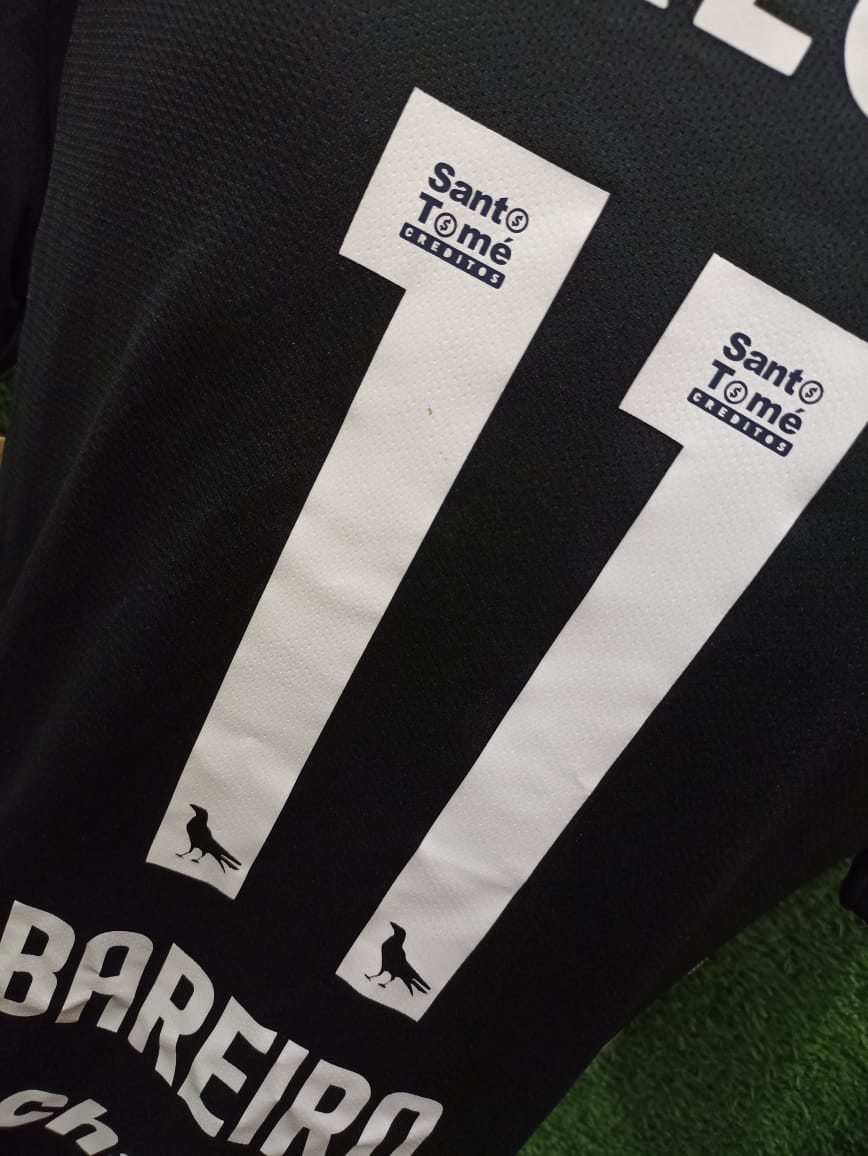 11
Santo
Tomé
CREDITOS
Santo
Tomé
CREDITOS
BAREIRO